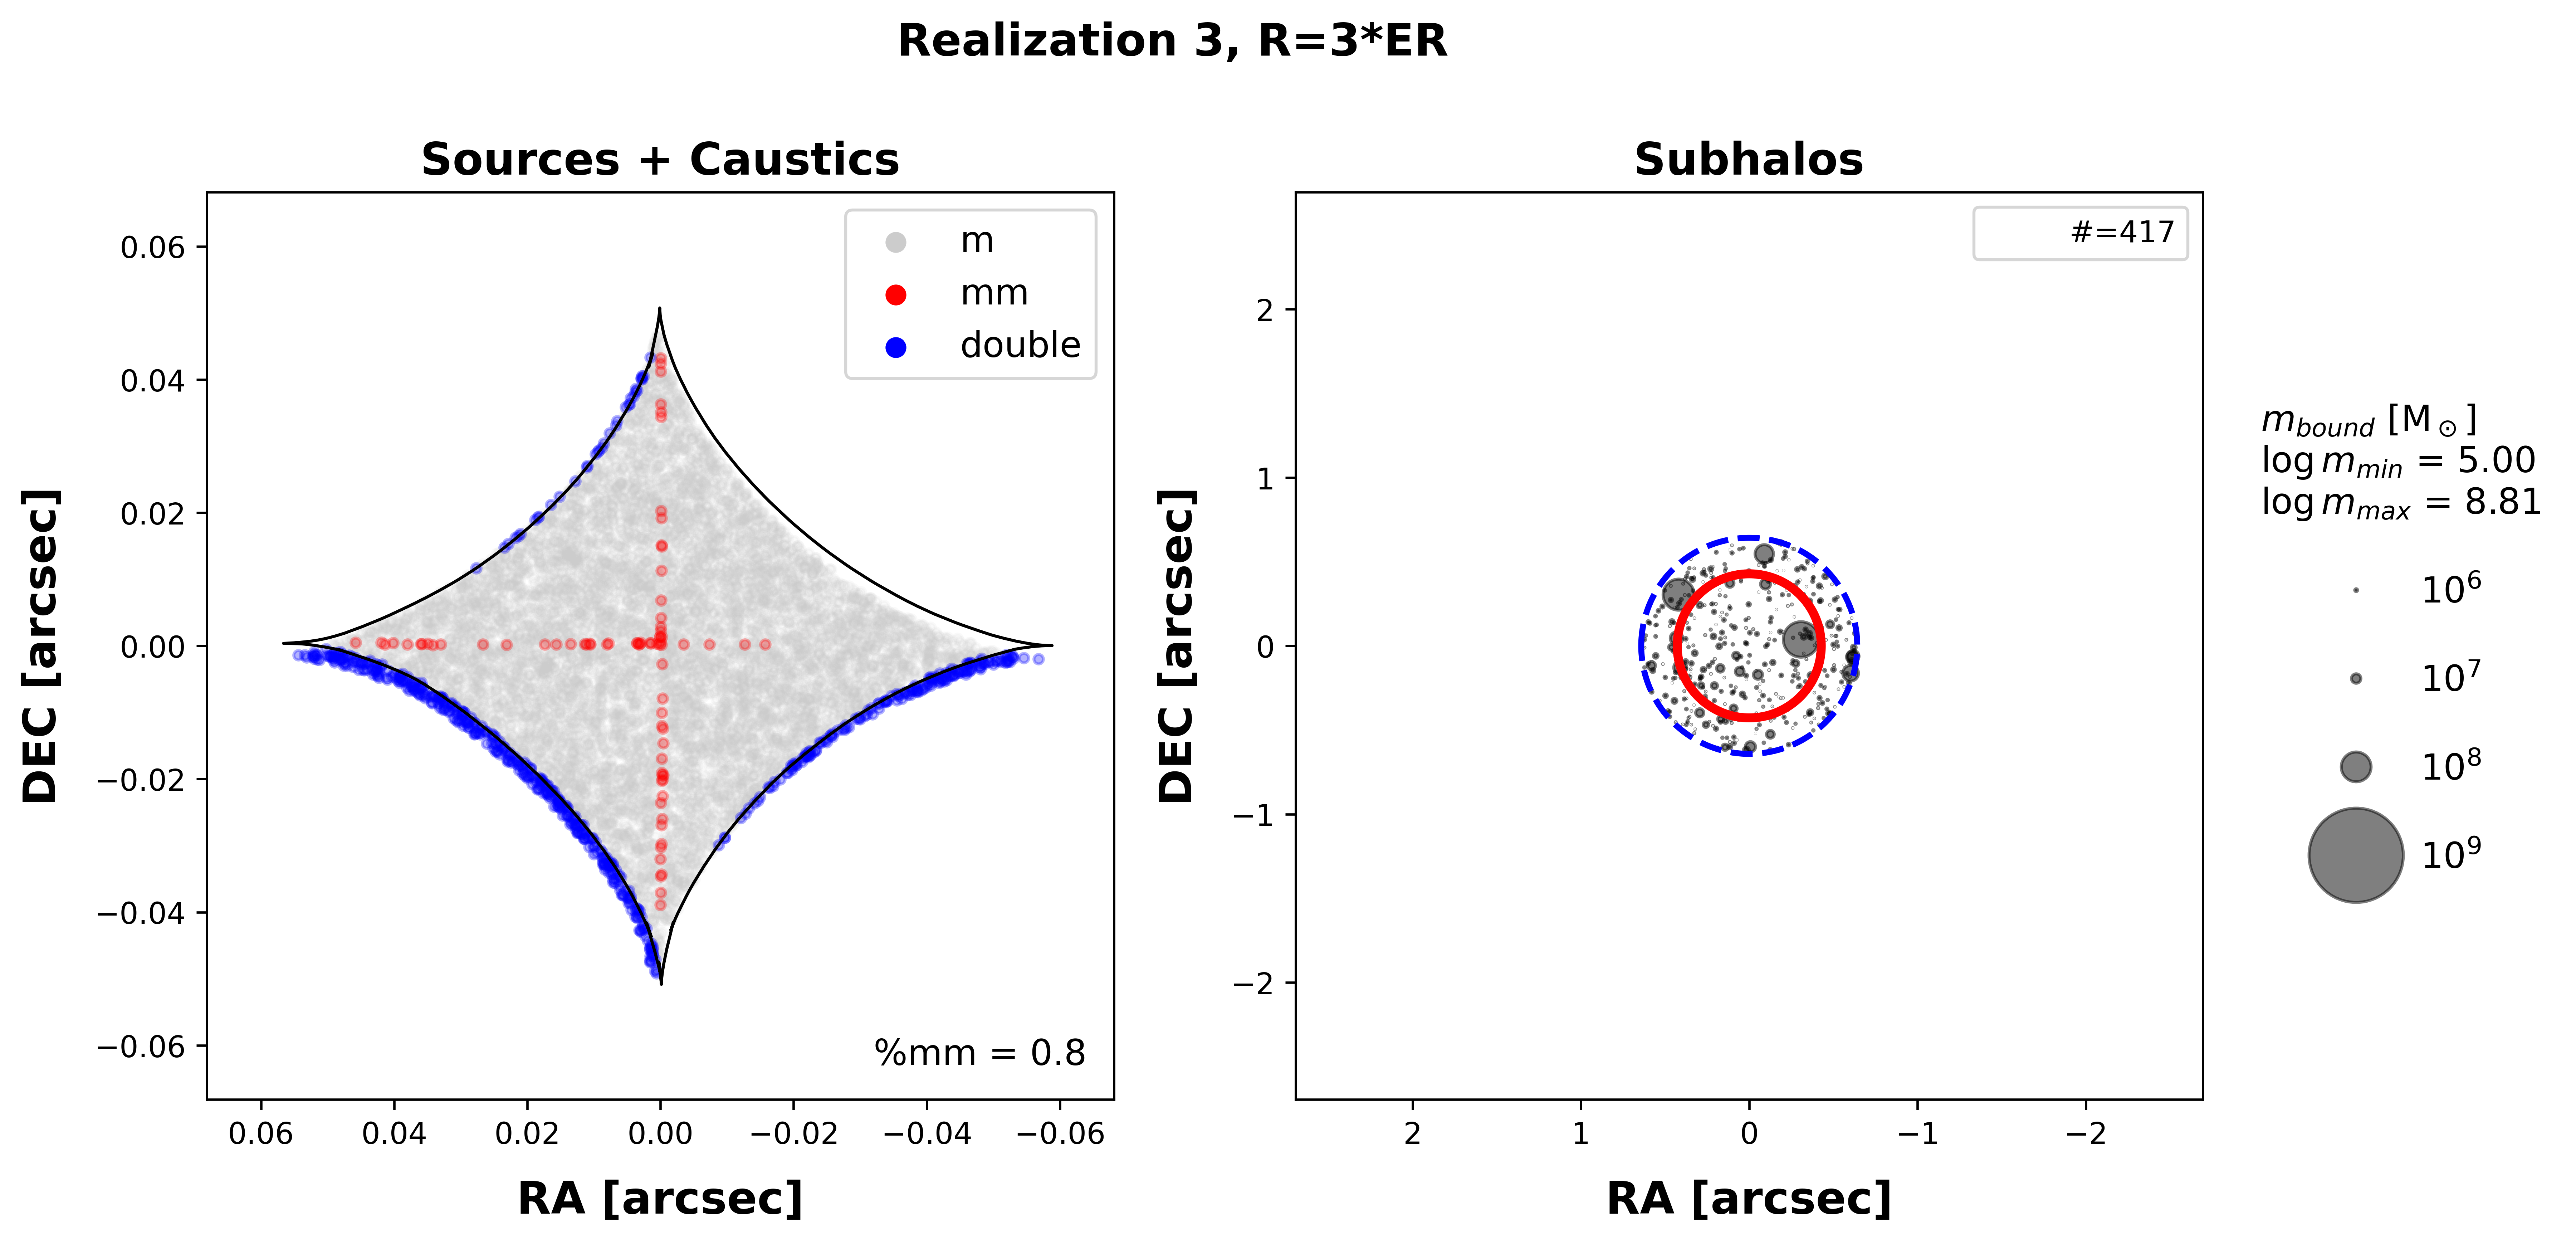 Realization 3, R=3*ER
Sources + Caustics
m
mm
double
%mm = 0.8
0.06
0.04
0.02
0.00
−0.02
−0.04
−0.06
0.06
0.04
0.02
0.00
−0.02
−0.04
−0.06
DEC [arcsec]
RA [arcsec]
Subhalos
#=417
2
1
0
−1
−2
2
1
0
−1
−2
DEC [arcsec]
RA [arcsec]
m_bound [M_⊙]
log m_min = 5.00
log m_max = 8.81
10^6
10^7
10^8
10^9